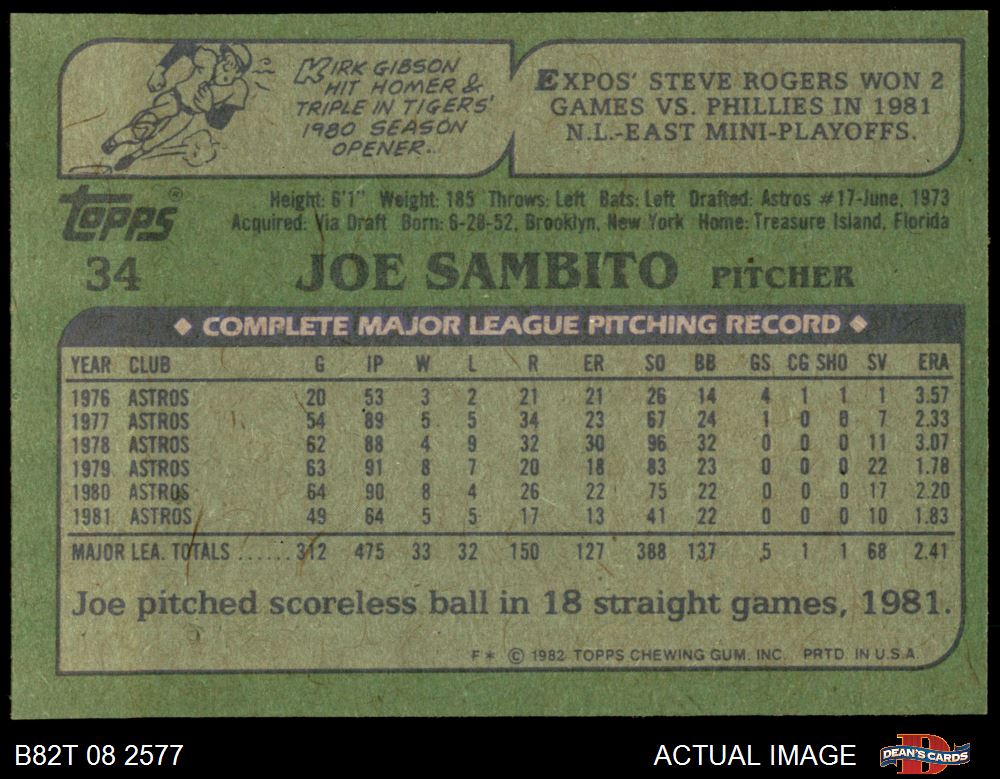 KIRK GIBSON
HIT HOMER &
TRIPLE IN TIGERS'
1980 SEASON
OPENER...
EXPOS' STEVE ROGERS WON 2
GAMES VS. PHILLIES IN 1981
N.L.-EAST MINI-PLAYOFFS.
Topps®
Height: 6'1" Weight: 185 Throws: Left Bats: Left Drafted: Astros #17-June, 1973
Acquired: Via Draft Born: 6-28-52, Brooklyn, New York Home: Treasure Island, Florida
34 JOE SAMBITO PITCHER
◆ COMPLETE MAJOR LEAGUE PITCHING RECORD ◆
YEAR CLUB G IP W L R ER SO BB GS CG SHO SV ERA
1976 ASTROS 20 53 3 2 21 21 26 14 4 1 1 1 3.57
1977 ASTROS 54 89 5 5 34 23 67 24 1 0 0 7 2.33
1978 ASTROS 62 88 4 9 32 30 96 32 0 0 0 11 3.07
1979 ASTROS 63 91 8 7 20 18 83 23 0 0 0 22 1.78
1980 ASTROS 64 90 8 4 26 22 75 22 0 0 0 17 2.20
1981 ASTROS 49 64 5 5 17 13 41 22 0 0 0 10 1.83
MAJOR LEA. TOTALS ...... 312 475 33 32 150 127 388 137 5 1 1 68 2.41
Joe pitched scoreless ball in 18 straight games, 1981.
F* © 1982 TOPPS CHEWING GUM, INC. PRTD. IN U.S.A.
B82T 08 2577 ACTUAL IMAGE DEAN'S CARDS